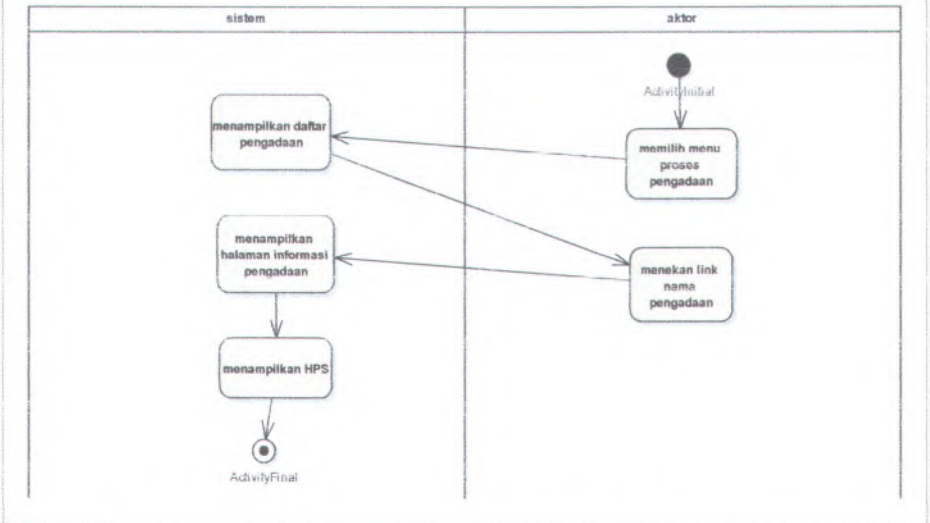 sistem
aktor
ActivityInitial
menampilkan daftar
pengadaan
memilih menu
proses
pengadaan
menampilkan
halaman informasi
pengadaan
menekan link
nama
pengadaan
menampilkan HPS
ActivityFinal